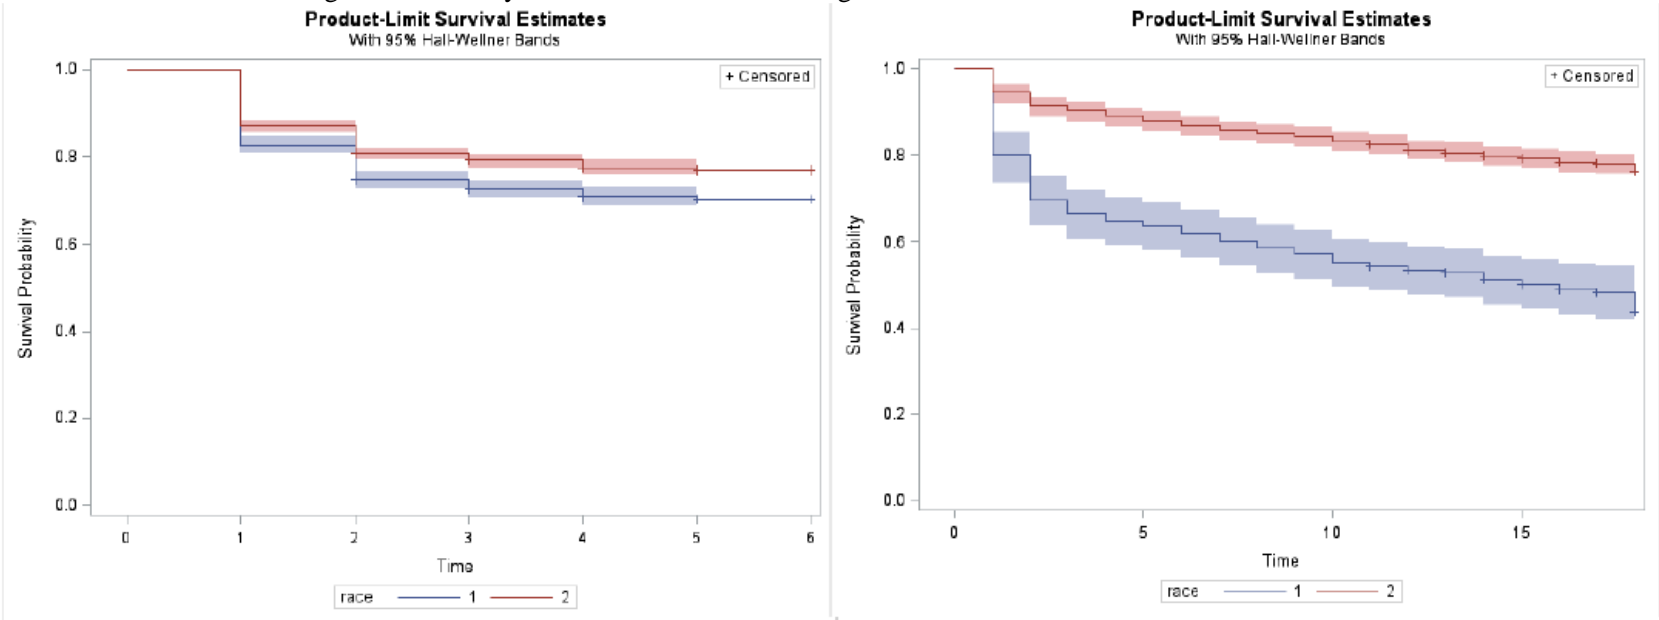 Product-Limit Survival Estimates
With 95% Hall-Wellner Bands
+ Censored
1.0
0.8
0.6
0.4
0.2
0.0
Survival Probability
0 1 2 3 4 5 6
Time
race 1 2
Product-Limit Survival Estimates
With 95% Hall-Wellner Bands
+ Censored
1.0
0.8
0.6
0.4
0.2
0.0
Survival Probability
0 5 10 15
Time
race 1 2